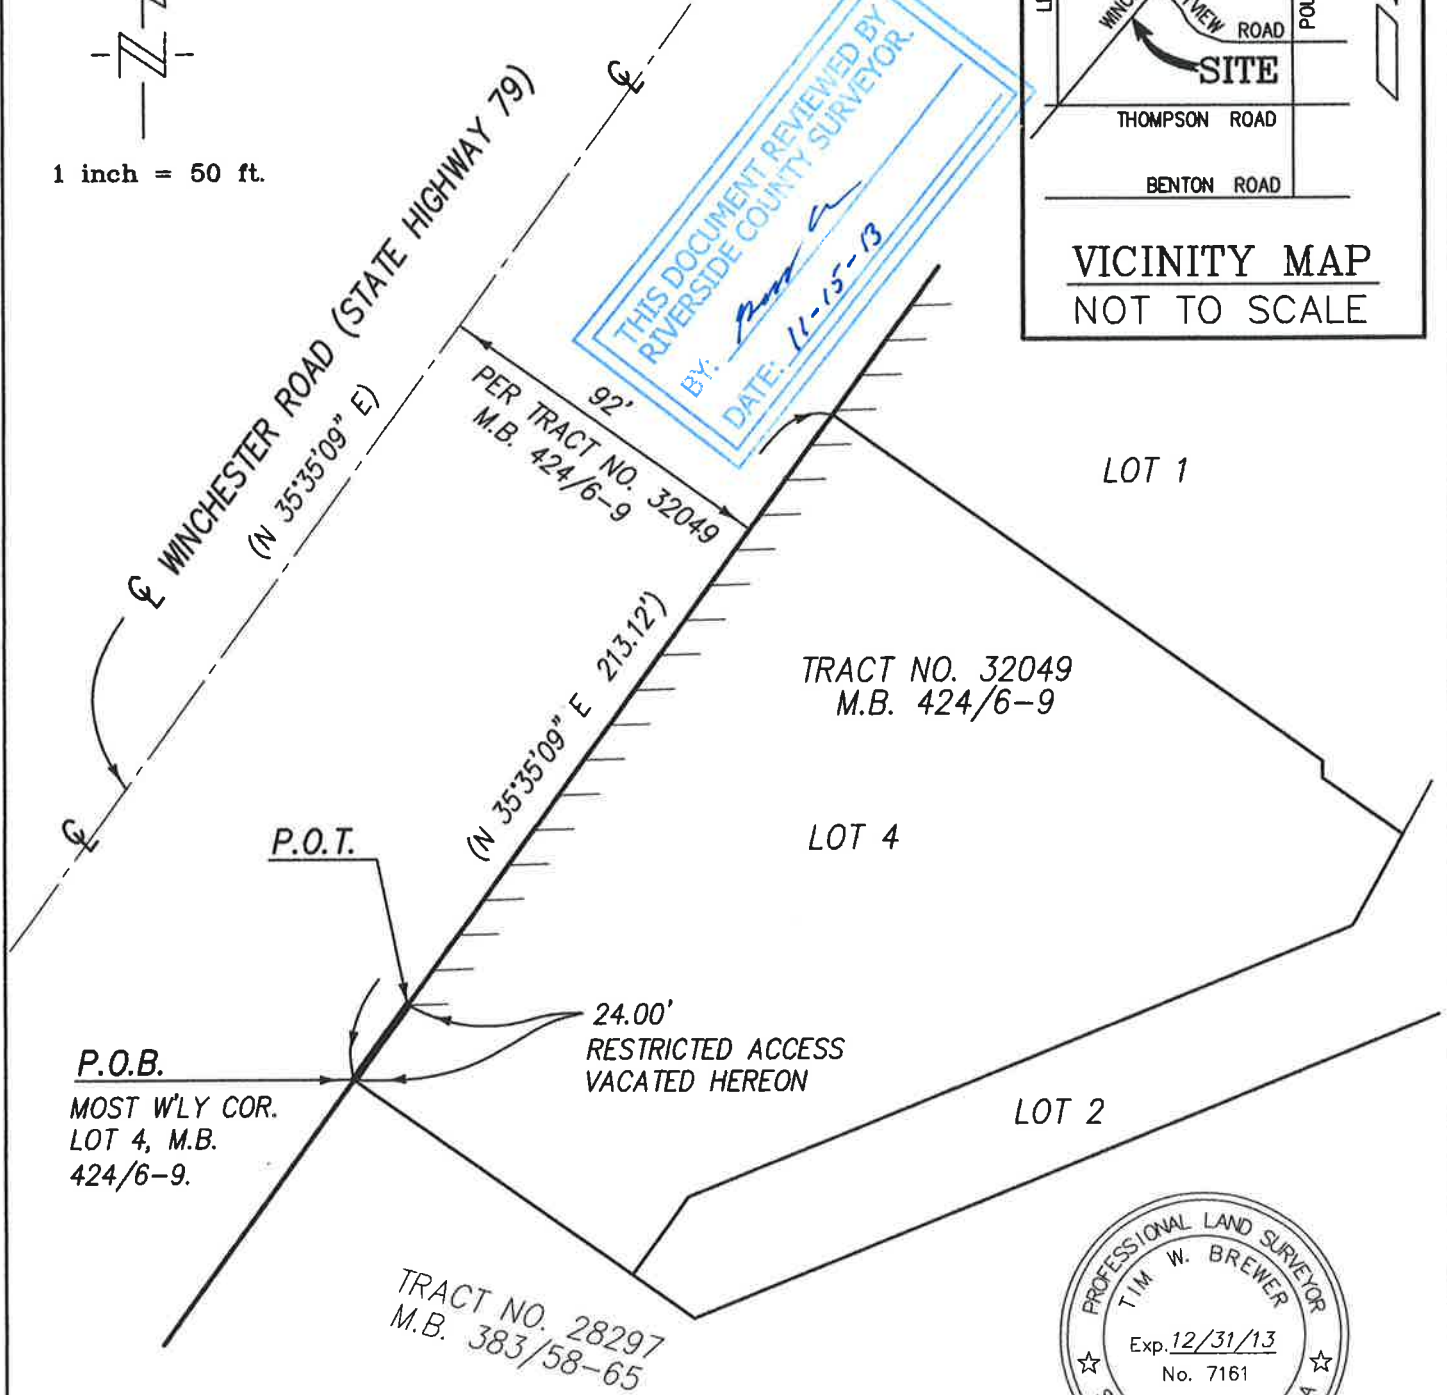 N
1 inch = 50 ft.
℄ WINCHESTER ROAD (STATE HIGHWAY 79)
(N 35°35'09" E)
℄
℄
92'
PER TRACT NO. 32049
M.B. 424/6-9
THIS DOCUMENT REVIEWED BY
RIVERSIDE COUNTY SURVEYOR.
BY:
DATE: 11-15-13
ROAD
SITE
THOMPSON ROAD
BENTON ROAD
VICINITY MAP
NOT TO SCALE
LOT 1
(N 35°35'09" E 213.12')
TRACT NO. 32049
M.B. 424/6-9
LOT 4
P.O.T.
24.00'
RESTRICTED ACCESS
VACATED HEREON
P.O.B.
MOST W'LY COR.
LOT 4, M.B.
424/6-9.
LOT 2
TRACT NO. 28297
M.B. 383/58-65
PROFESSIONAL LAND SURVEYOR
TIM W. BREWER
Exp. 12/31/13
No. 7161